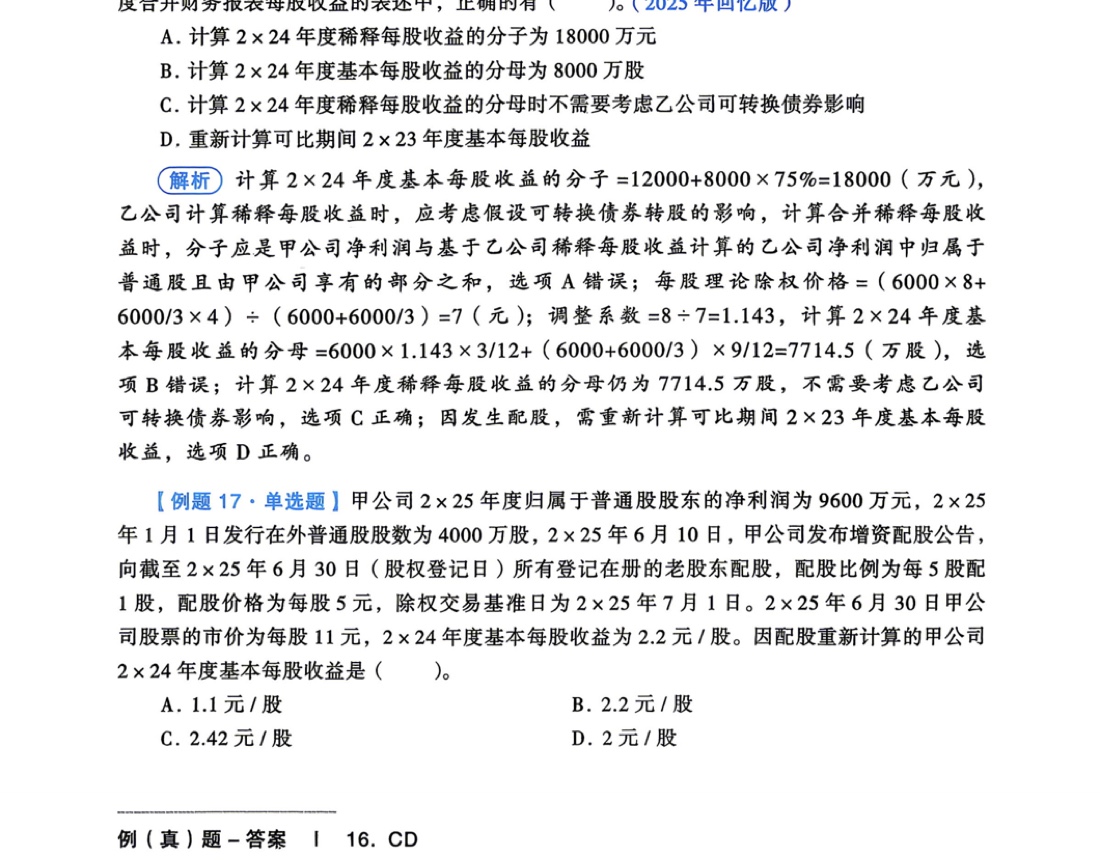 度合并财务报表每股收益的表述中，正确的有（　　）。（2025 年回忆版）
A. 计算 2×24 年度稀释每股收益的分子为 18000 万元
B. 计算 2×24 年度基本每股收益的分母为 8000 万股
C. 计算 2×24 年度稀释每股收益的分母时不需要考虑乙公司可转换债券影响
D. 重新计算可比期间 2×23 年度基本每股收益
解析 计算 2×24 年度基本每股收益的分子 =12000+8000×75%=18000（万元），
乙公司计算稀释每股收益时，应考虑假设可转换债券转股的影响，计算合并稀释每股收
益时，分子应是甲公司净利润与基于乙公司稀释每股收益计算的乙公司净利润中归属于
普通股且由甲公司享有的部分之和，选项 A 错误；每股理论除权价格 =（6000×8+
6000/3×4）÷（6000+6000/3）=7（元）；调整系数 =8÷7=1.143，计算 2×24 年度基
本每股收益的分母 =6000×1.143×3/12+（6000+6000/3）×9/12=7714.5（万股），选
项 B 错误；计算 2×24 年度稀释每股收益的分母仍为 7714.5 万股，不需要考虑乙公司
可转换债券影响，选项 C 正确；因发生配股，需重新计算可比期间 2×23 年度基本每股
收益，选项 D 正确。
【例题 17·单选题】甲公司 2×25 年度归属于普通股股东的净利润为 9600 万元，2×25
年 1 月 1 日发行在外普通股股数为 4000 万股，2×25 年 6 月 10 日，甲公司发布增资配股公告，
向截至 2×25 年 6 月 30 日（股权登记日）所有登记在册的老股东配股，配股比例为每 5 股配
1 股，配股价格为每股 5 元，除权交易基准日为 2×25 年 7 月 1 日。2×25 年 6 月 30 日甲公
司股票的市价为每股 11 元，2×24 年度基本每股收益为 2.2 元 / 股。因配股重新计算的甲公司
2×24 年度基本每股收益是（　　）。
A. 1.1 元 / 股　　B. 2.2 元 / 股
C. 2.42 元 / 股　　D. 2 元 / 股
例（真）题 – 答案　|　16. CD